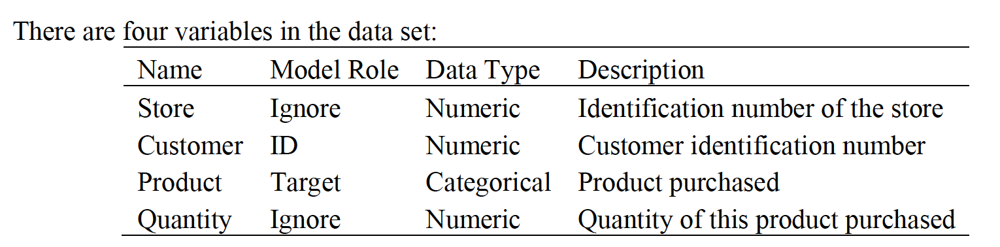 There are four variables in the data set:
Name Model Role Data Type Description
Store Ignore Numeric Identification number of the store
Customer ID Numeric Customer identification number
Product Target Categorical Product purchased
Quantity Ignore Numeric Quantity of this product purchased